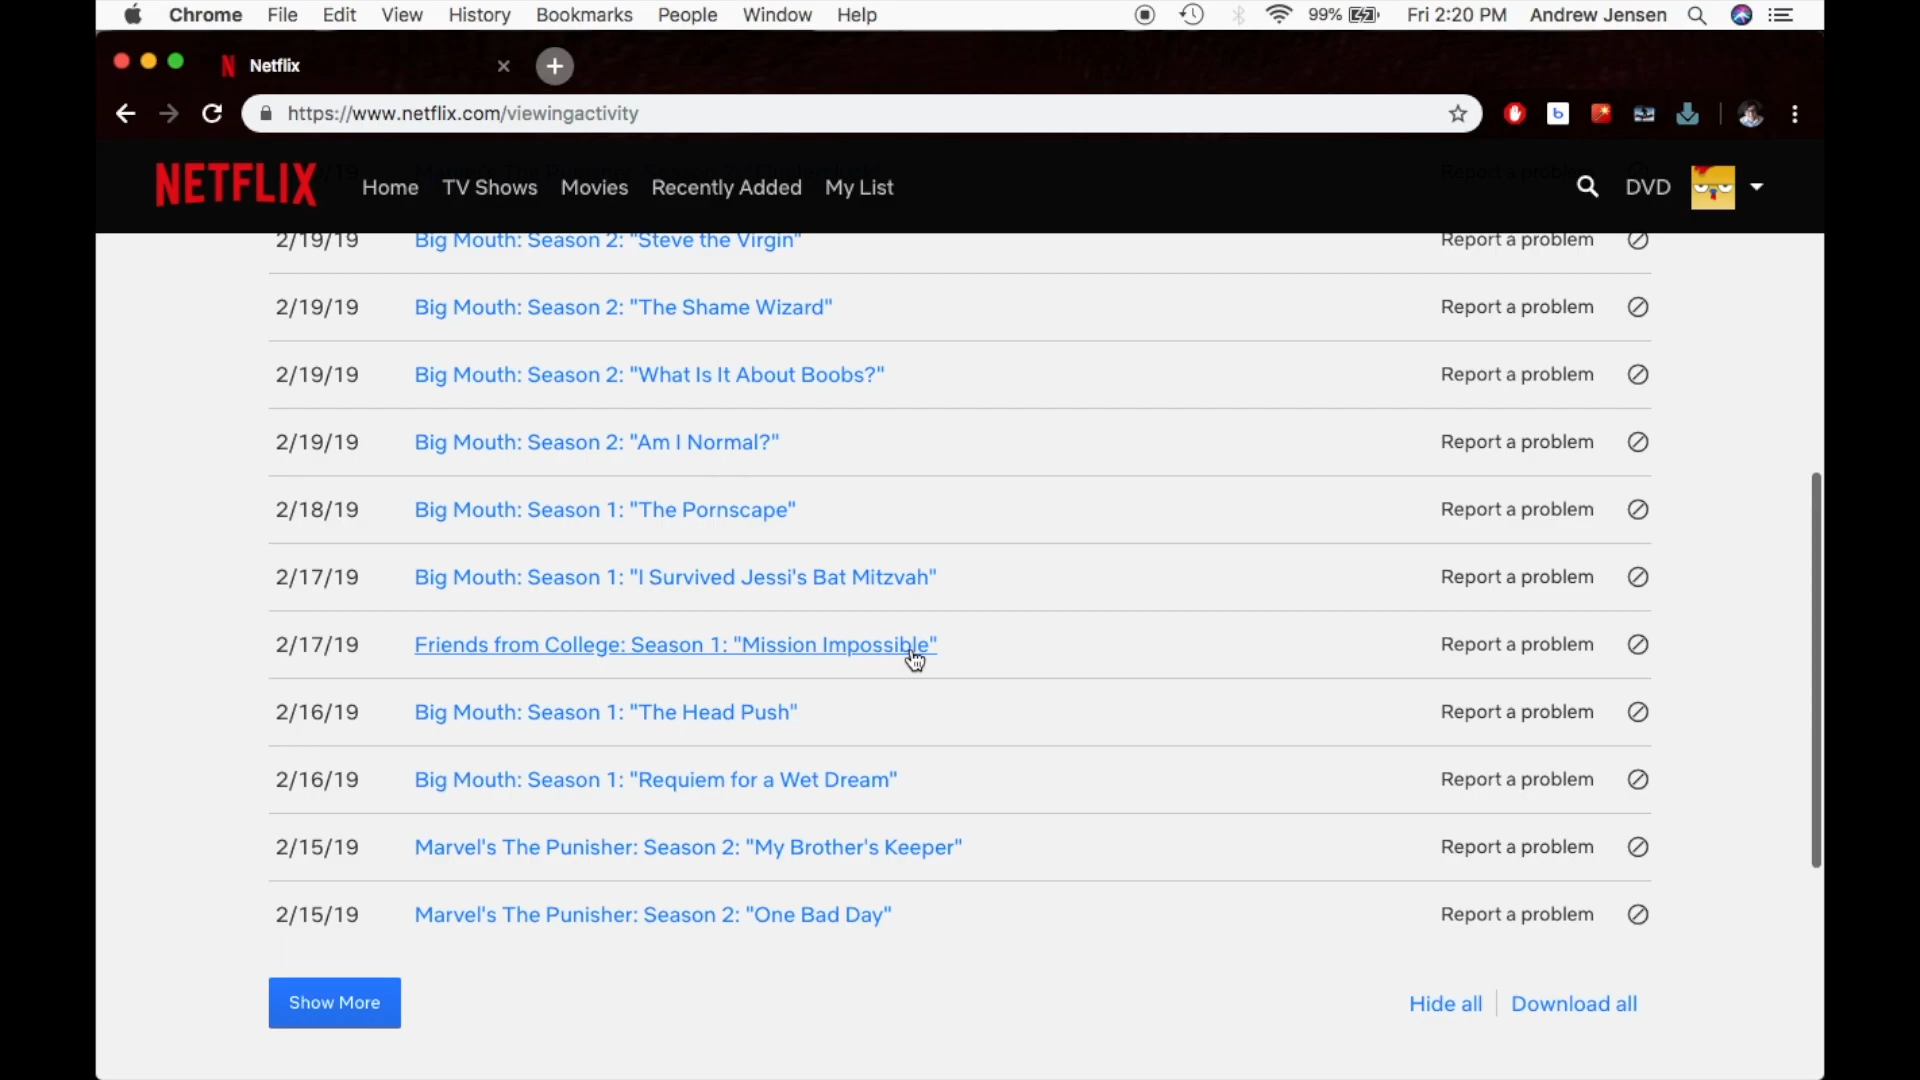 Chrome File Edit View History Bookmarks People Window Help 99% Fri 2:20 PM Andrew Jensen
Netflix
https://www.netflix.com/viewingactivity
NETFLIX Home TV Shows Movies Recently Added My List DVD
2/19/19 Big Mouth: Season 2: "Steve the Virgin" Report a problem
2/19/19 Big Mouth: Season 2: "The Shame Wizard" Report a problem
2/19/19 Big Mouth: Season 2: "What Is It About Boobs?" Report a problem
2/19/19 Big Mouth: Season 2: "Am I Normal?" Report a problem
2/18/19 Big Mouth: Season 1: "The Pornscape" Report a problem
2/17/19 Big Mouth: Season 1: "I Survived Jessi's Bat Mitzvah" Report a problem
2/17/19 Friends from College: Season 1: "Mission Impossible" Report a problem
2/16/19 Big Mouth: Season 1: "The Head Push" Report a problem
2/16/19 Big Mouth: Season 1: "Requiem for a Wet Dream" Report a problem
2/15/19 Marvel's The Punisher: Season 2: "My Brother's Keeper" Report a problem
2/15/19 Marvel's The Punisher: Season 2: "One Bad Day" Report a problem
Show More Hide all Download all